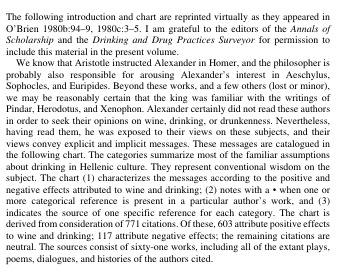 The following introduction and chart are reprinted virtually as they appeared in
O'Brien 1980b:94–9, 1980c:3–5. I am grateful to the editors of the Annals of
Scholarship and the Drinking and Drug Practices Surveyor for permission to
include this material in the present volume.
We know that Aristotle instructed Alexander in Homer, and the philosopher is
probably also responsible for arousing Alexander's interest in Aeschylus,
Sophocles, and Euripides. Beyond these works, and a few others (lost or minor),
we may be reasonably certain that the king was familiar with the writings of
Pindar, Herodotus, and Xenophon. Alexander certainly did not read these authors
in order to seek their opinions on wine, drinking, or drunkenness. Nevertheless,
having read them, he was exposed to their views on these subjects, and their
views convey explicit and implicit messages. These messages are catalogued in
the following chart. The categories summarize most of the familiar assumptions
about drinking in Hellenic culture. They represent conventional wisdom on the
subject. The chart (1) characterizes the messages according to the positive and
negative effects attributed to wine and drinking; (2) notes with a • when one or
more categorical reference is present in a particular author's work, and (3)
indicates the source of one specific reference for each category. The chart is
derived from consideration of 771 citations. Of these, 603 attribute positive effects
to wine and drinking; 117 attribute negative effects; the remaining citations are
neutral. The sources consist of sixty-one works, including all of the extant plays,
poems, dialogues, and histories of the authors cited.